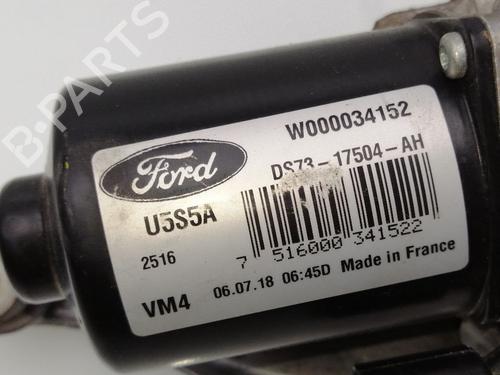 B-PARTS
W000034152
Ford
DS73-17504-AH
U5S5A
2516
7 516000 341522
VM4
06.07.18 06:45D
Made in France